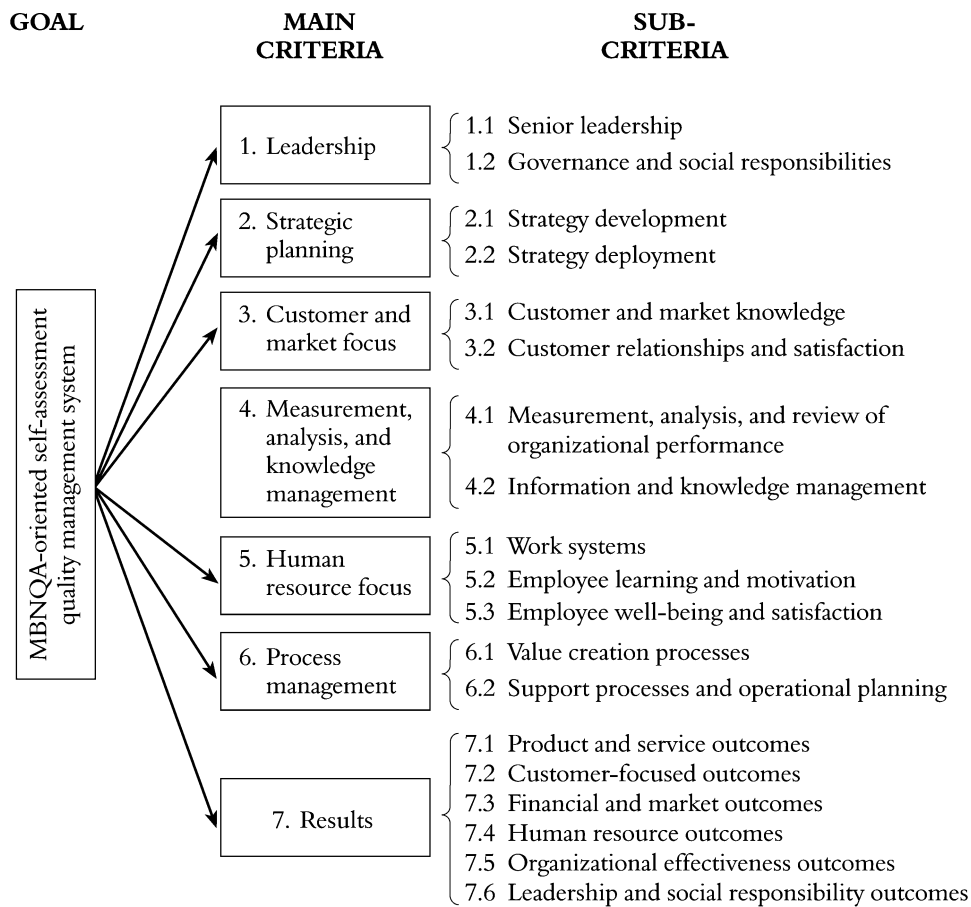 GOAL
MAIN
CRITERIA
SUB-
CRITERIA
MBNQA-oriented self-assessment
quality management system
1. Leadership
1.1 Senior leadership
1.2 Governance and social responsibilities
2. Strategic
planning
2.1 Strategy development
2.2 Strategy deployment
3. Customer and
market focus
3.1 Customer and market knowledge
3.2 Customer relationships and satisfaction
4. Measurement,
analysis, and
knowledge
management
4.1 Measurement, analysis, and review of
organizational performance
4.2 Information and knowledge management
5. Human
resource focus
5.1 Work systems
5.2 Employee learning and motivation
5.3 Employee well-being and satisfaction
6. Process
management
6.1 Value creation processes
6.2 Support processes and operational planning
7. Results
7.1 Product and service outcomes
7.2 Customer-focused outcomes
7.3 Financial and market outcomes
7.4 Human resource outcomes
7.5 Organizational effectiveness outcomes
7.6 Leadership and social responsibility outcomes